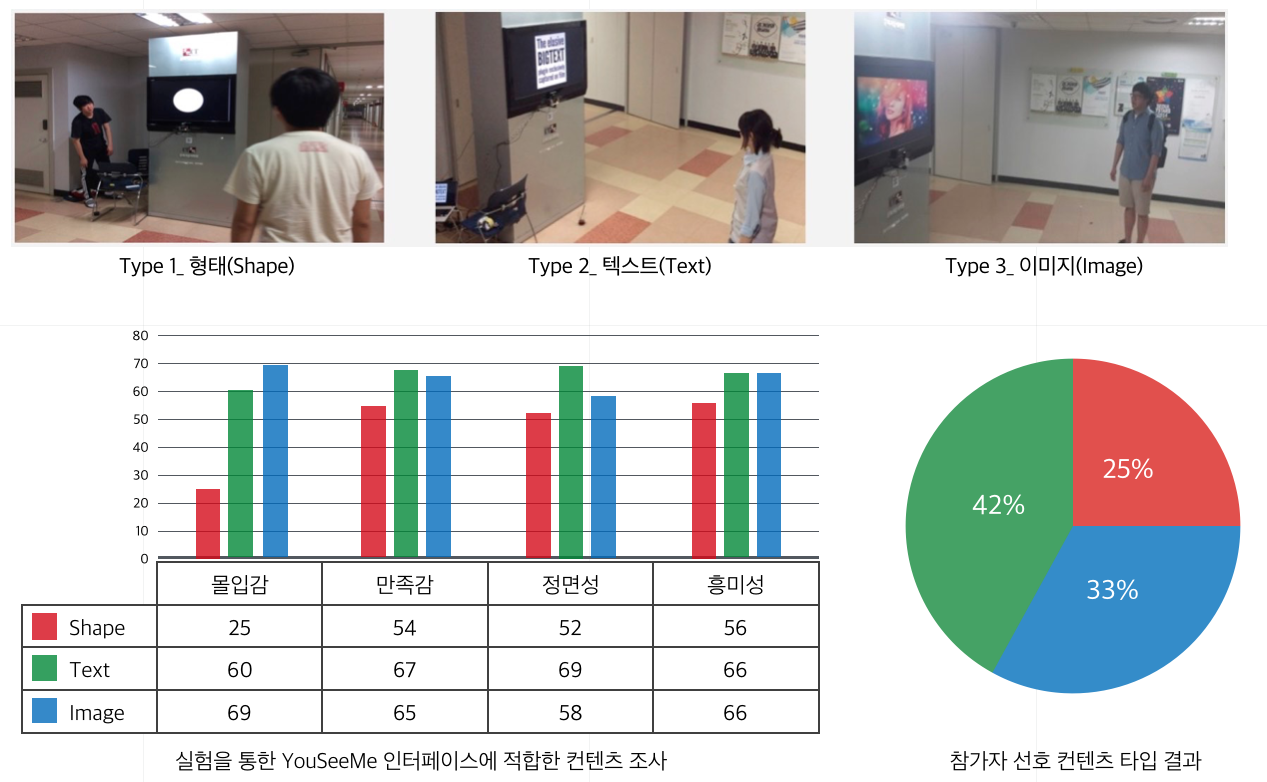 The elusive
BIGTEXT
Type 1_ 형태(Shape)
Type 2_ 텍스트(Text)
Type 3_ 이미지(Image)
80
70
60
50
40
30
20
10
0
몰입감 만족감 정면성 흥미성
Shape 25 54 52 56
Text 60 67 69 66
Image 69 65 58 66
25%
42%
33%
실험을 통한 YouSeeMe 인터페이스에 적합한 컨텐츠 조사
참가자 선호 컨텐츠 타입 결과